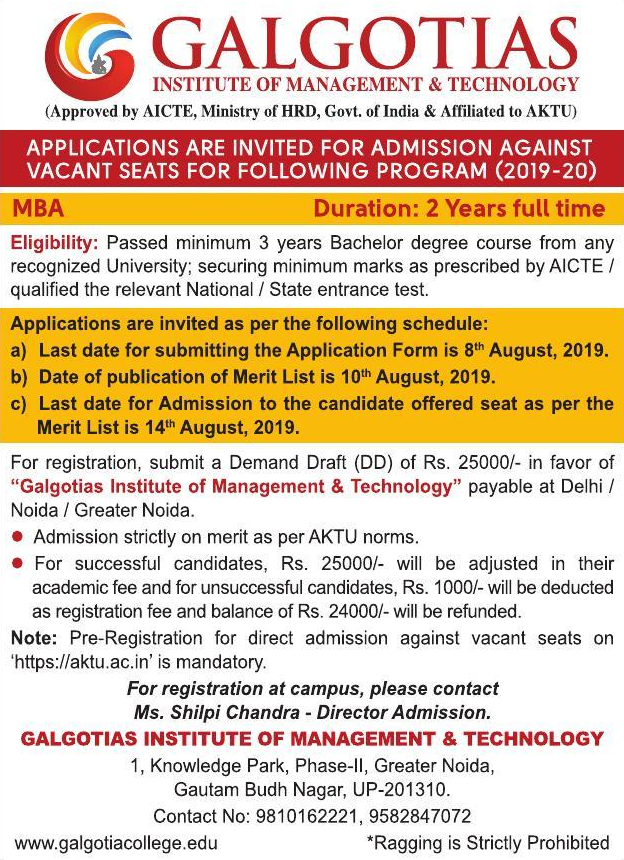 GALGOTIAS
INSTITUTE OF MANAGEMENT & TECHNOLOGY
(Approved by AICTE, Ministry of HRD, Govt. of India & Affiliated to AKTU)
APPLICATIONS ARE INVITED FOR ADMISSION AGAINST
VACANT SEATS FOR FOLLOWING PROGRAM (2019-20)
MBA Duration: 2 Years full time
Eligibility: Passed minimum 3 years Bachelor degree course from any
recognized University; securing minimum marks as prescribed by AICTE /
qualified the relevant National / State entrance test.
Applications are invited as per the following schedule:
a) Last date for submitting the Application Form is 8th August, 2019.
b) Date of publication of Merit List is 10th August, 2019.
c) Last date for Admission to the candidate offered seat as per the
Merit List is 14th August, 2019.
For registration, submit a Demand Draft (DD) of Rs. 25000/- in favor of
“Galgotias Institute of Management & Technology” payable at Delhi /
Noida / Greater Noida.
● Admission strictly on merit as per AKTU norms.
● For successful candidates, Rs. 25000/- will be adjusted in their
academic fee and for unsuccessful candidates, Rs. 1000/- will be deducted
as registration fee and balance of Rs. 24000/- will be refunded.
Note: Pre-Registration for direct admission against vacant seats on
‘https://aktu.ac.in’ is mandatory.
For registration at campus, please contact
Ms. Shilpi Chandra - Director Admission.
GALGOTIAS INSTITUTE OF MANAGEMENT & TECHNOLOGY
1, Knowledge Park, Phase-II, Greater Noida,
Gautam Budh Nagar, UP-201310.
Contact No: 9810162221, 9582847072
www.galgotiacollege.edu *Ragging is Strictly Prohibited